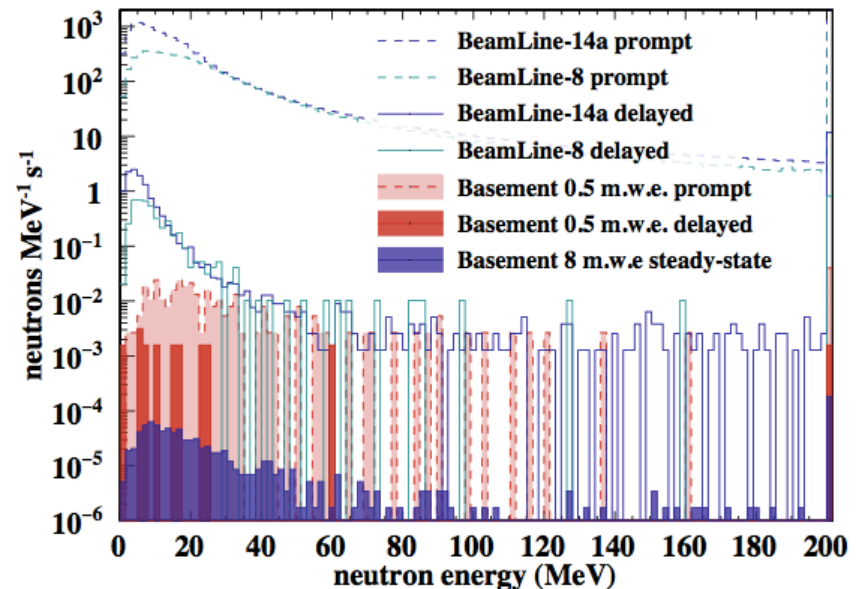 BeamLine-14a prompt
BeamLine-8 prompt
BeamLine-14a delayed
BeamLine-8 delayed
Basement 0.5 m.w.e. prompt
Basement 0.5 m.w.e. delayed
Basement 8 m.w.e steady-state
neutrons MeV⁻¹ s⁻¹
10³
10²
10
1
10⁻¹
10⁻²
10⁻³
10⁻⁴
10⁻⁵
10⁻⁶
0 20 40 60 80 100 120 140 160 180 200
neutron energy (MeV)